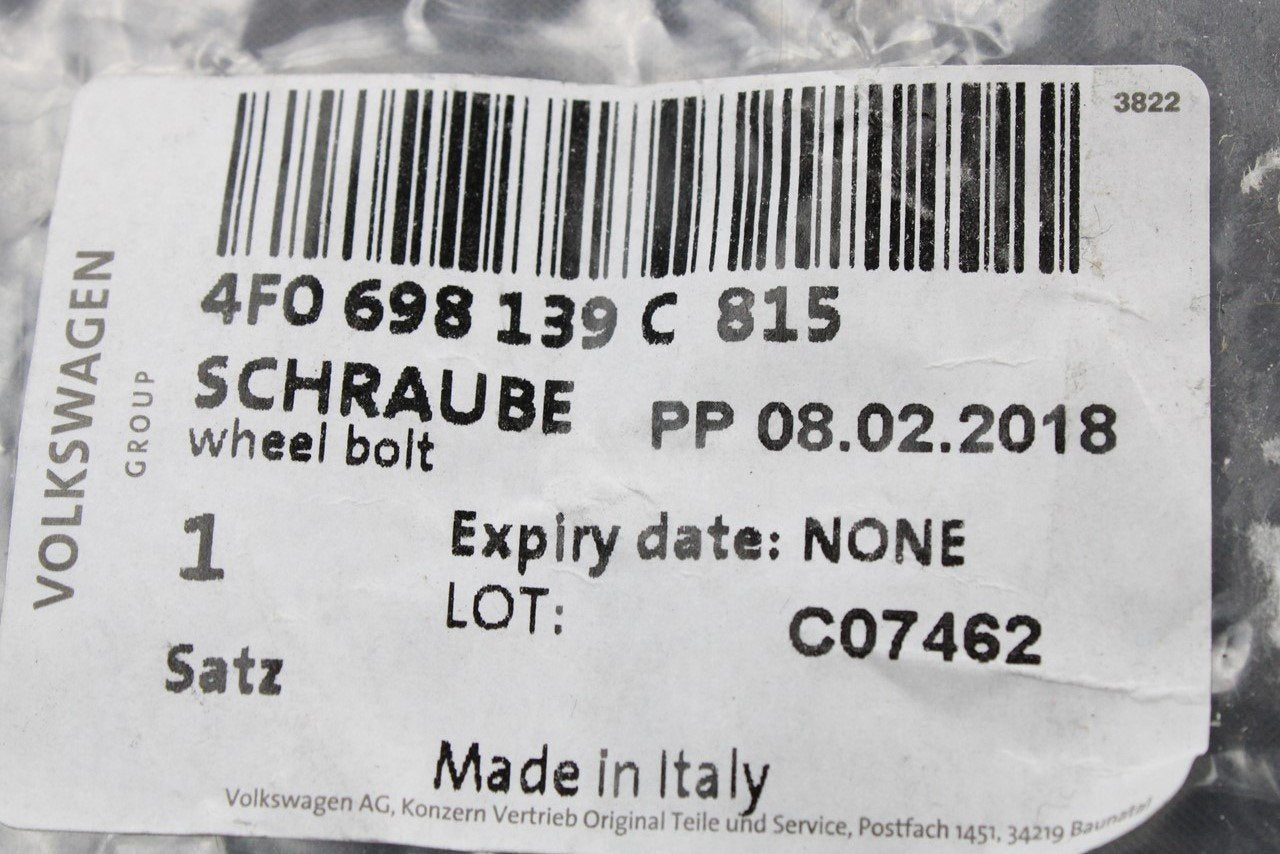 3822
VOLKSWAGEN
GROUP
4F0 698 139 C 815
SCHRAUBE
wheel bolt
PP 08.02.2018
1
Expiry date: NONE
LOT:
C07462
Satz
Made in Italy
Volkswagen AG, Konzern Vertrieb Original Teile und Service, Postfach 1451, 34219 Baunatal